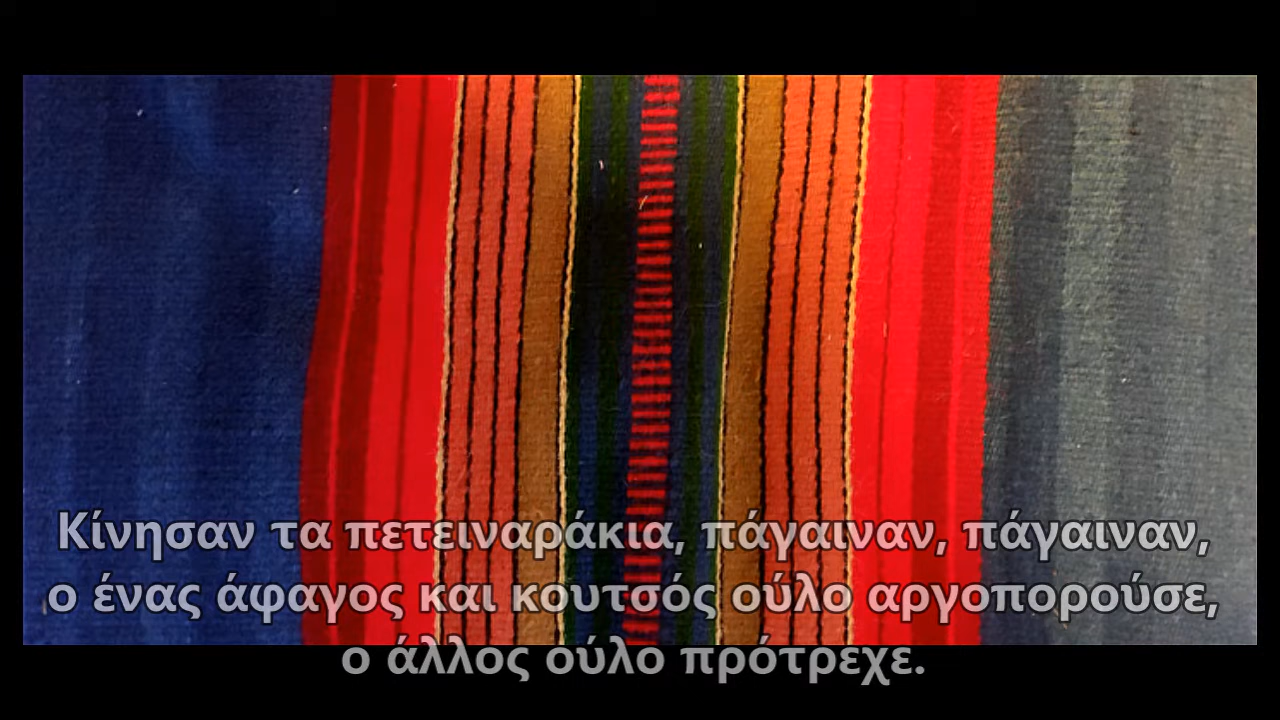 Κίνησαν τα πετειναράκια, πάγαιναν, πάγαιναν,
ο ένας άφαγος και κουτσός ούλο αργοπορούσε,
ο άλλος ούλο πρότρεχε.